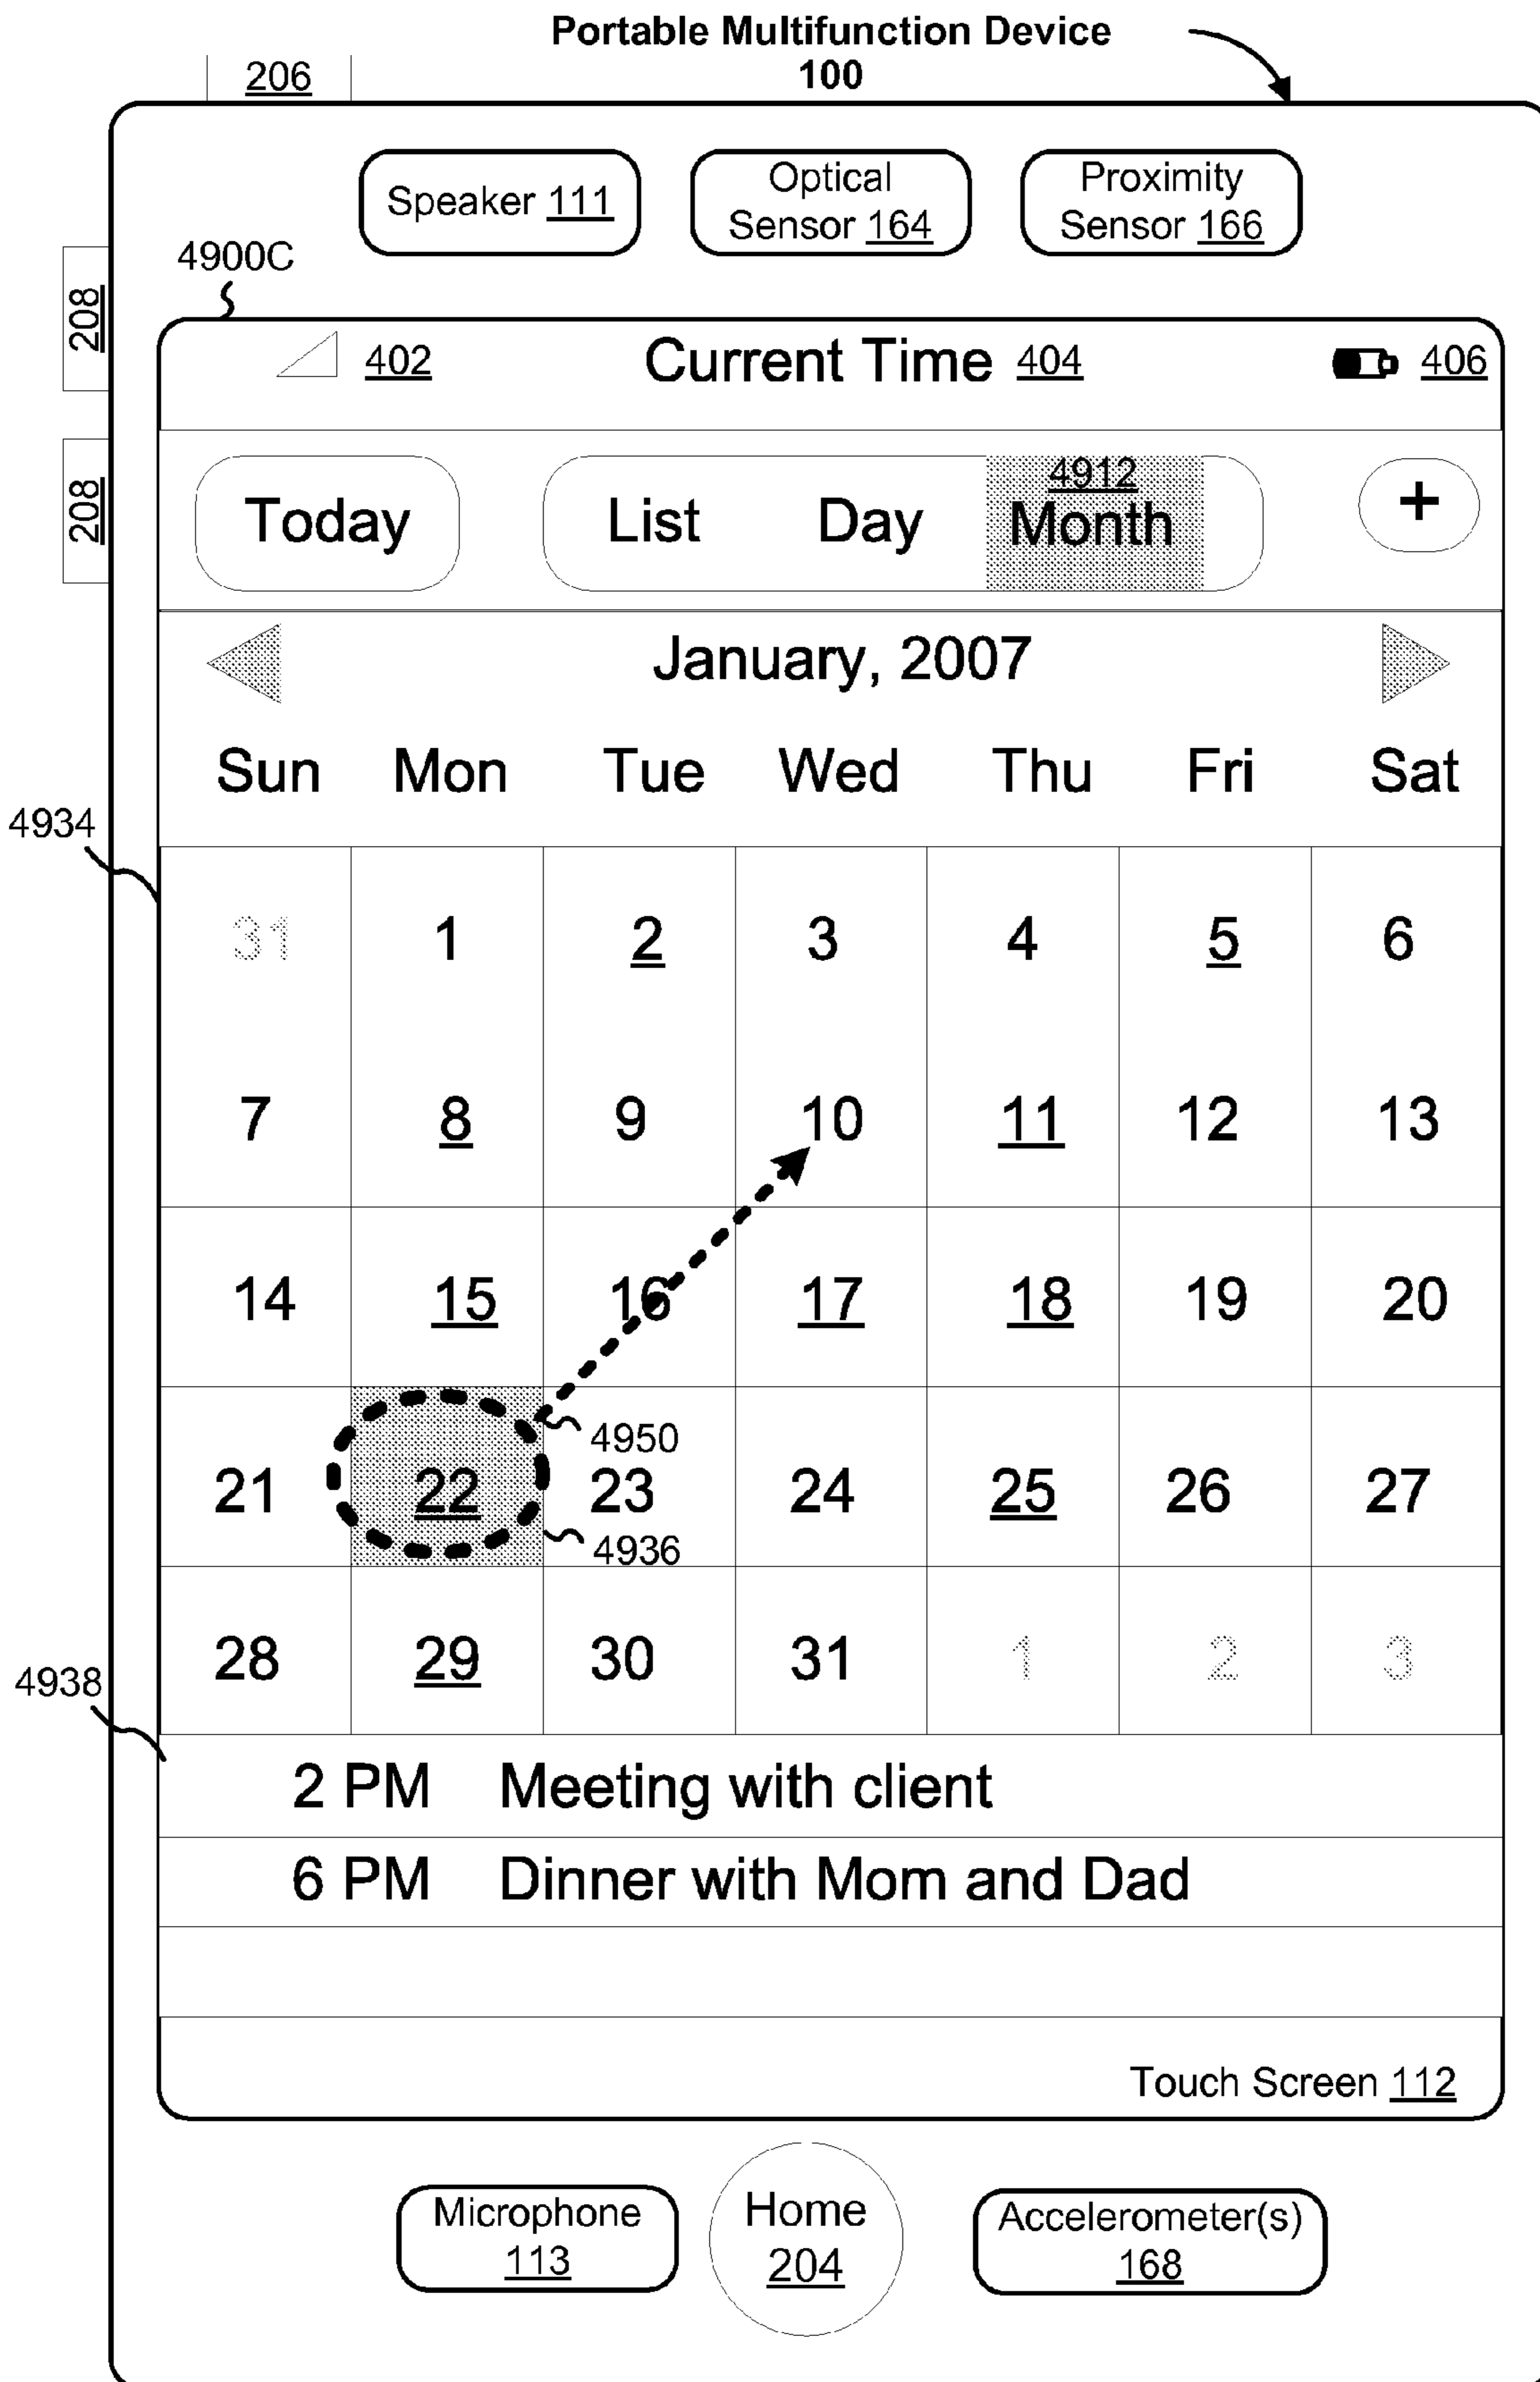 Portable Multifunction Device
100
206
Speaker 111
Optical
Sensor 164
Proximity
Sensor 166
4900C
208
402
Current Time 404
406
208
Today
List
Day
4912
Month
+
January, 2007
Sun Mon Tue Wed Thu Fri Sat
4934
31 1 2 3 4 5 6
7 8 9 10 11 12 13
14 15 16 17 18 19 20
4950
21 22 23 24 25 26 27
4936
28 29 30 31 1 2 3
4938
2 PM Meeting with client
6 PM Dinner with Mom and Dad
Touch Screen 112
Microphone
113
Home
204
Accelerometer(s)
168